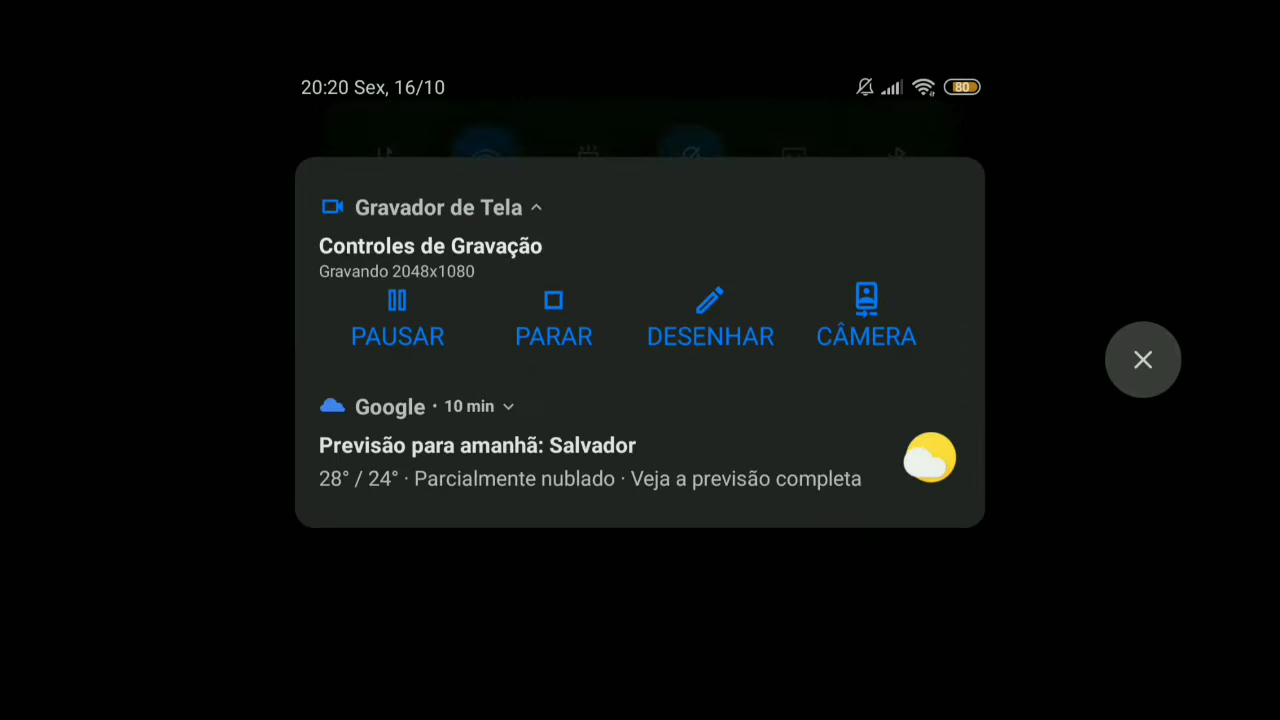 20:20 Sex, 16/10
80
Gravador de Tela
Controles de Gravação
Gravando 2048x1080
PAUSAR PARAR DESENHAR CÂMERA
Google · 10 min
Previsão para amanhã: Salvador
28° / 24° · Parcialmente nublado · Veja a previsão completa